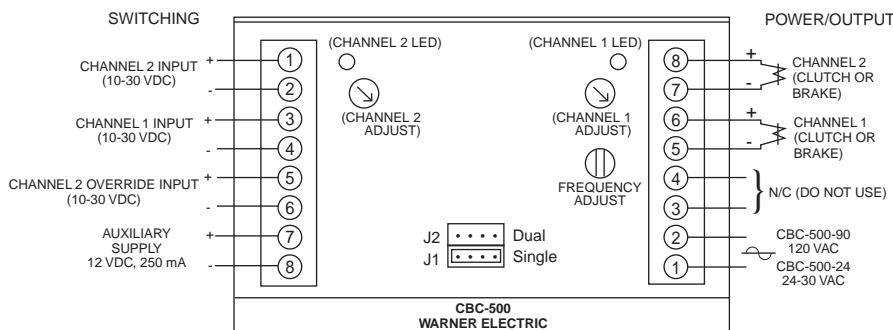 SWITCHING
POWER/OUTPUT
CHANNEL 2 INPUT
(10-30 VDC)
+
-
CHANNEL 1 INPUT
(10-30 VDC)
+
-
CHANNEL 2 OVERRIDE INPUT
(10-30 VDC)
+
-
AUXILIARY
SUPPLY
12 VDC, 250 mA
+
-
1
2
3
4
5
6
7
8
(CHANNEL 2 LED)
(CHANNEL 2
ADJUST)
(CHANNEL 1 LED)
(CHANNEL 1
ADJUST)
FREQUENCY
ADJUST
J2 Dual
J1 Single
8
7
6
5
4
3
2
1
+
-
CHANNEL 2
(CLUTCH OR
BRAKE)
+
-
CHANNEL 1
(CLUTCH OR
BRAKE)
N/C (DO NOT USE)
CBC-500-90
120 VAC
CBC-500-24
24-30 VAC
CBC-500
WARNER ELECTRIC